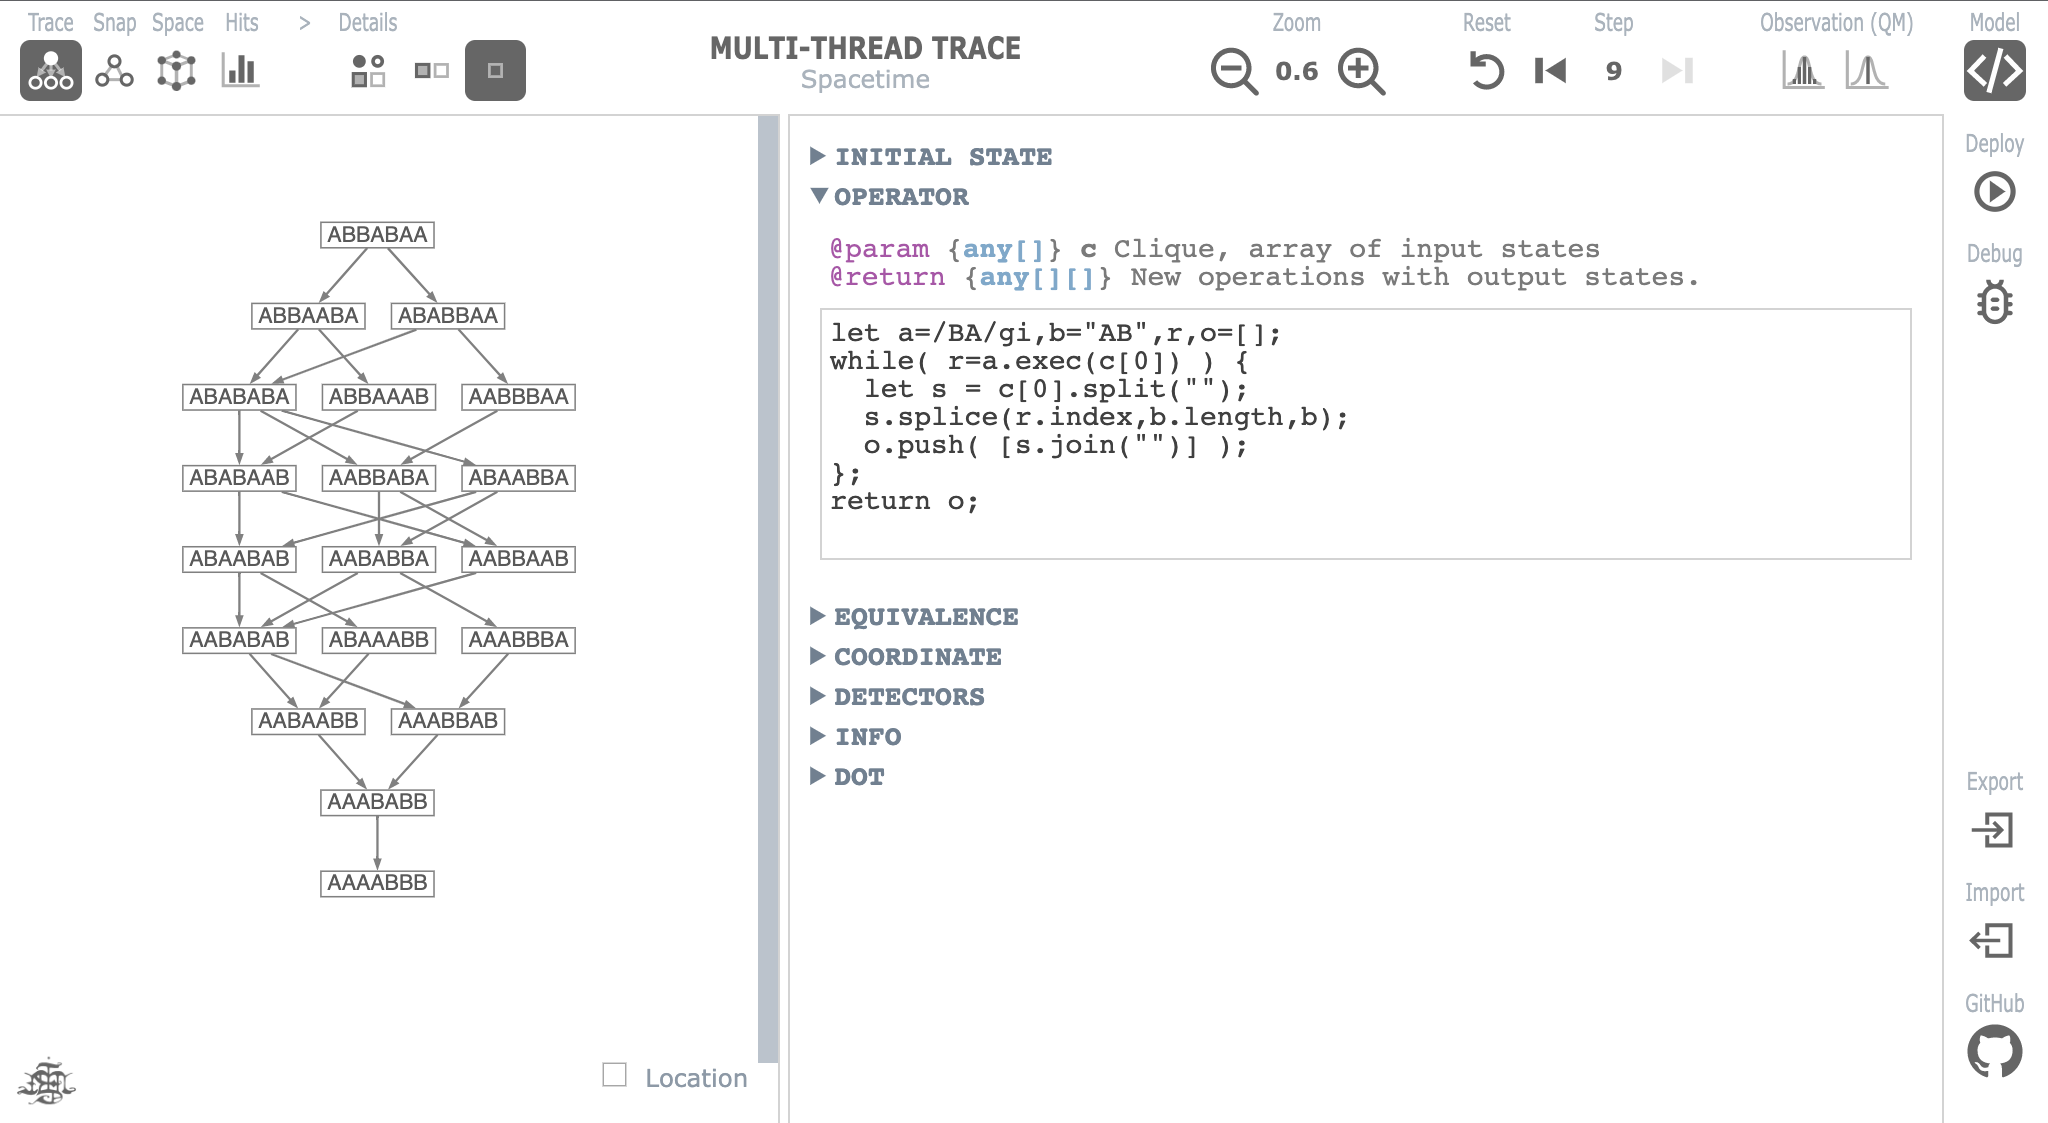 Trace Snap Space Hits > Details
MULTI-THREAD TRACE
Spacetime
Zoom
0.6
Reset
Step
9
Observation (QM)
Model
ABBABAA
ABBAABA ABABBAA
ABABABA ABBAAAB AABBBAA
ABABAAB AABBABA ABAABBA
ABAABAB AABABBA AABBAAB
AABABAB ABAAABB AAABBBA
AABAABB AAABBAB
AAABABB
AAAABBB
Location
INITIAL STATE
OPERATOR
@param {any[]} c Clique, array of input states
@return {any[][]} New operations with output states.
let a=/BA/gi,b="AB",r,o=[];
while( r=a.exec(c[0]) ) {
  let s = c[0].split("");
  s.splice(r.index,b.length,b);
  o.push( [s.join("")] );
};
return o;
EQUIVALENCE
COORDINATE
DETECTORS
INFO
DOT
Deploy
Debug
Export
Import
GitHub